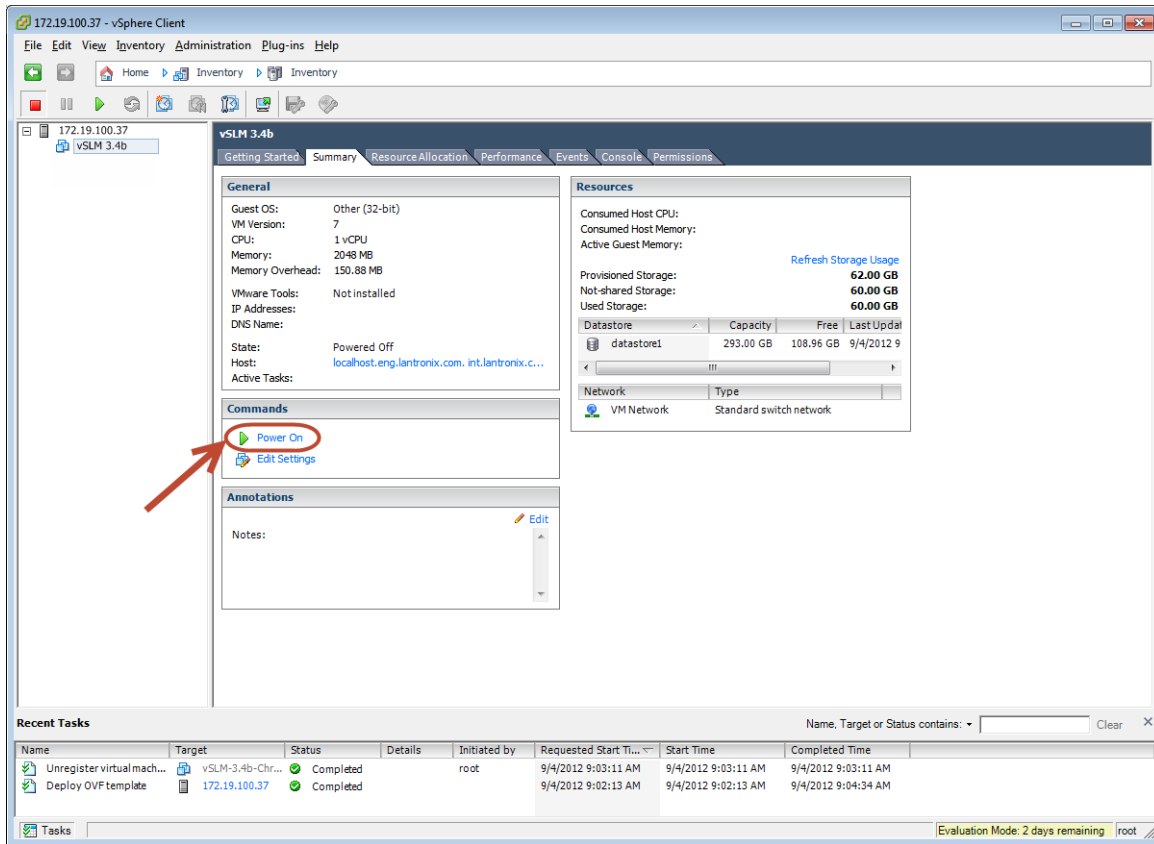 172.19.100.37 - vSphere Client
File Edit View Inventory Administration Plug-ins Help
Home Inventory Inventory
172.19.100.37
vSLM 3.4b
vSLM 3.4b
Getting Started Summary Resource Allocation Performance Events Console Permissions
General
Guest OS: Other (32-bit)
VM Version: 7
CPU: 1 vCPU
Memory: 2048 MB
Memory Overhead: 150.88 MB
VMware Tools: Not installed
IP Addresses:
DNS Name:
State: Powered Off
Host: localhost.eng.lantronix.com. int.lantronix.c...
Active Tasks:
Commands
Power On
Edit Settings
Annotations
Edit
Notes:
Resources
Consumed Host CPU:
Consumed Host Memory:
Active Guest Memory:
Refresh Storage Usage
Provisioned Storage: 62.00 GB
Not-shared Storage: 60.00 GB
Used Storage: 60.00 GB
Datastore Capacity Free Last Updat
datastore1 293.00 GB 108.96 GB 9/4/2012 9
Network Type
VM Network Standard switch network
Recent Tasks Name, Target or Status contains: Clear
Name Target Status Details Initiated by Requested Start Ti... Start Time Completed Time
Unregister virtual mach... vSLM-3.4b-Chr... Completed root 9/4/2012 9:03:11 AM 9/4/2012 9:03:11 AM 9/4/2012 9:03:11 AM
Deploy OVF template 172.19.100.37 Completed 9/4/2012 9:02:13 AM 9/4/2012 9:02:13 AM 9/4/2012 9:04:34 AM
Tasks Evaluation Mode: 2 days remaining root